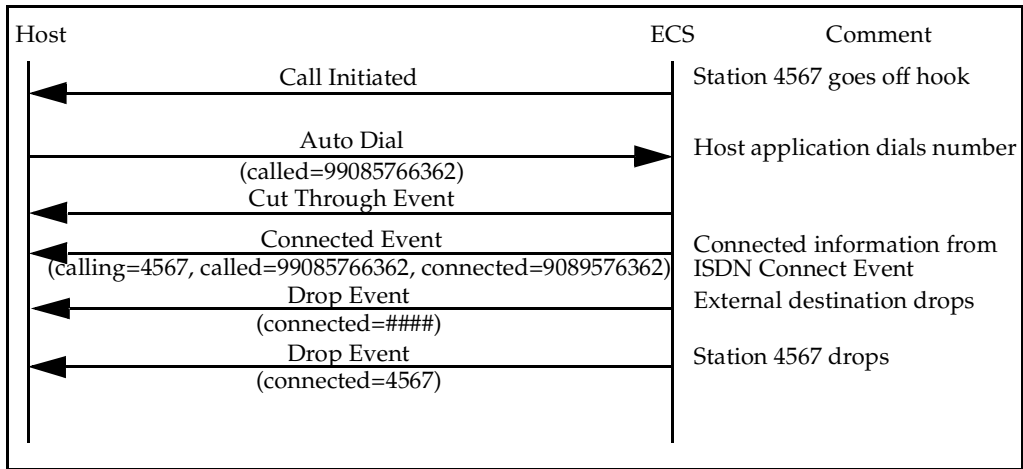 Host ECS Comment
Call Initiated Station 4567 goes off hook
Auto Dial Host application dials number
(called=99085766362)
Cut Through Event
Connected Event Connected information from
(calling=4567, called=99085766362, connected=9089576362) ISDN Connect Event
Drop Event External destination drops
(connected=####)
Drop Event Station 4567 drops
(connected=4567)